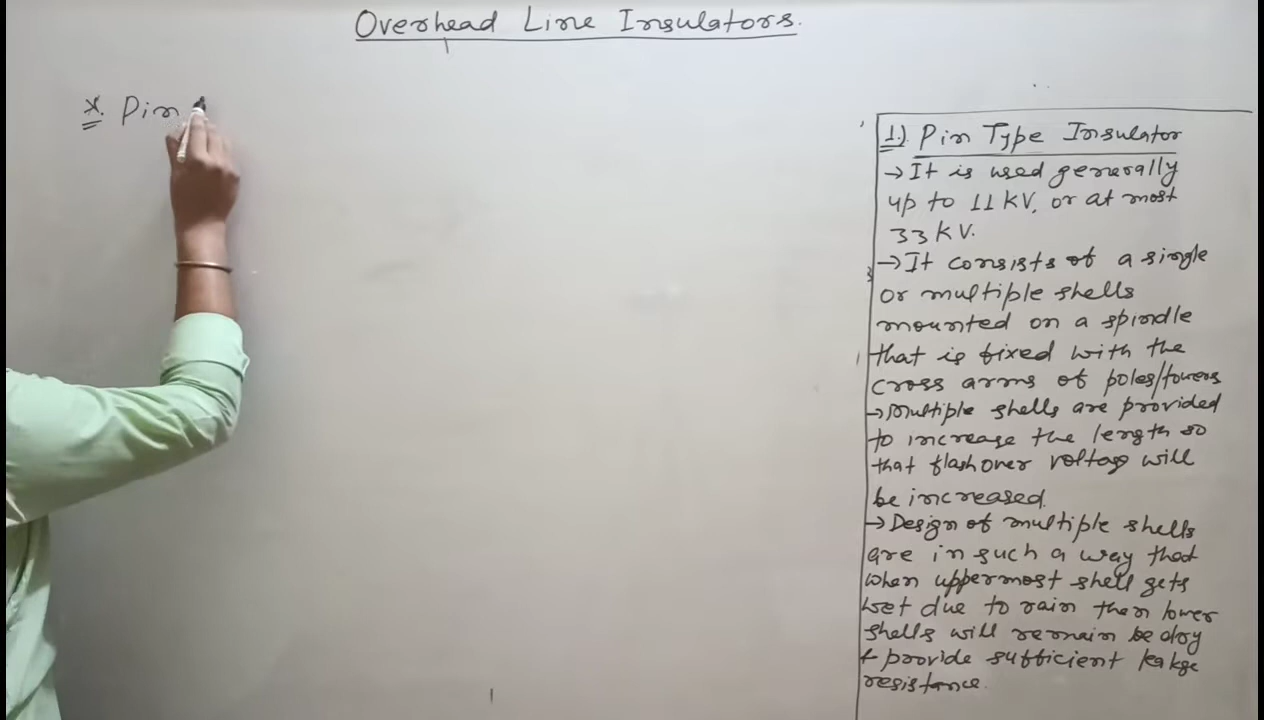 Overhead Line Insulators.
*. Pin
1.) Pin Type Insulator
→ It is used generally
up to 11 KV, or at most
33 KV.
→ It consists of a single
or multiple shells
mounted on a spindle
that is fixed with the
cross arms of poles/towers
→ Multiple shells are provided
to increase the length so
that flashover voltage will
be increased.
→ Design of multiple shells
are in such a way that
when uppermost shell gets
wet due to rain then lower
shells will remain be dry
+ provide sufficient leakge
resistance.